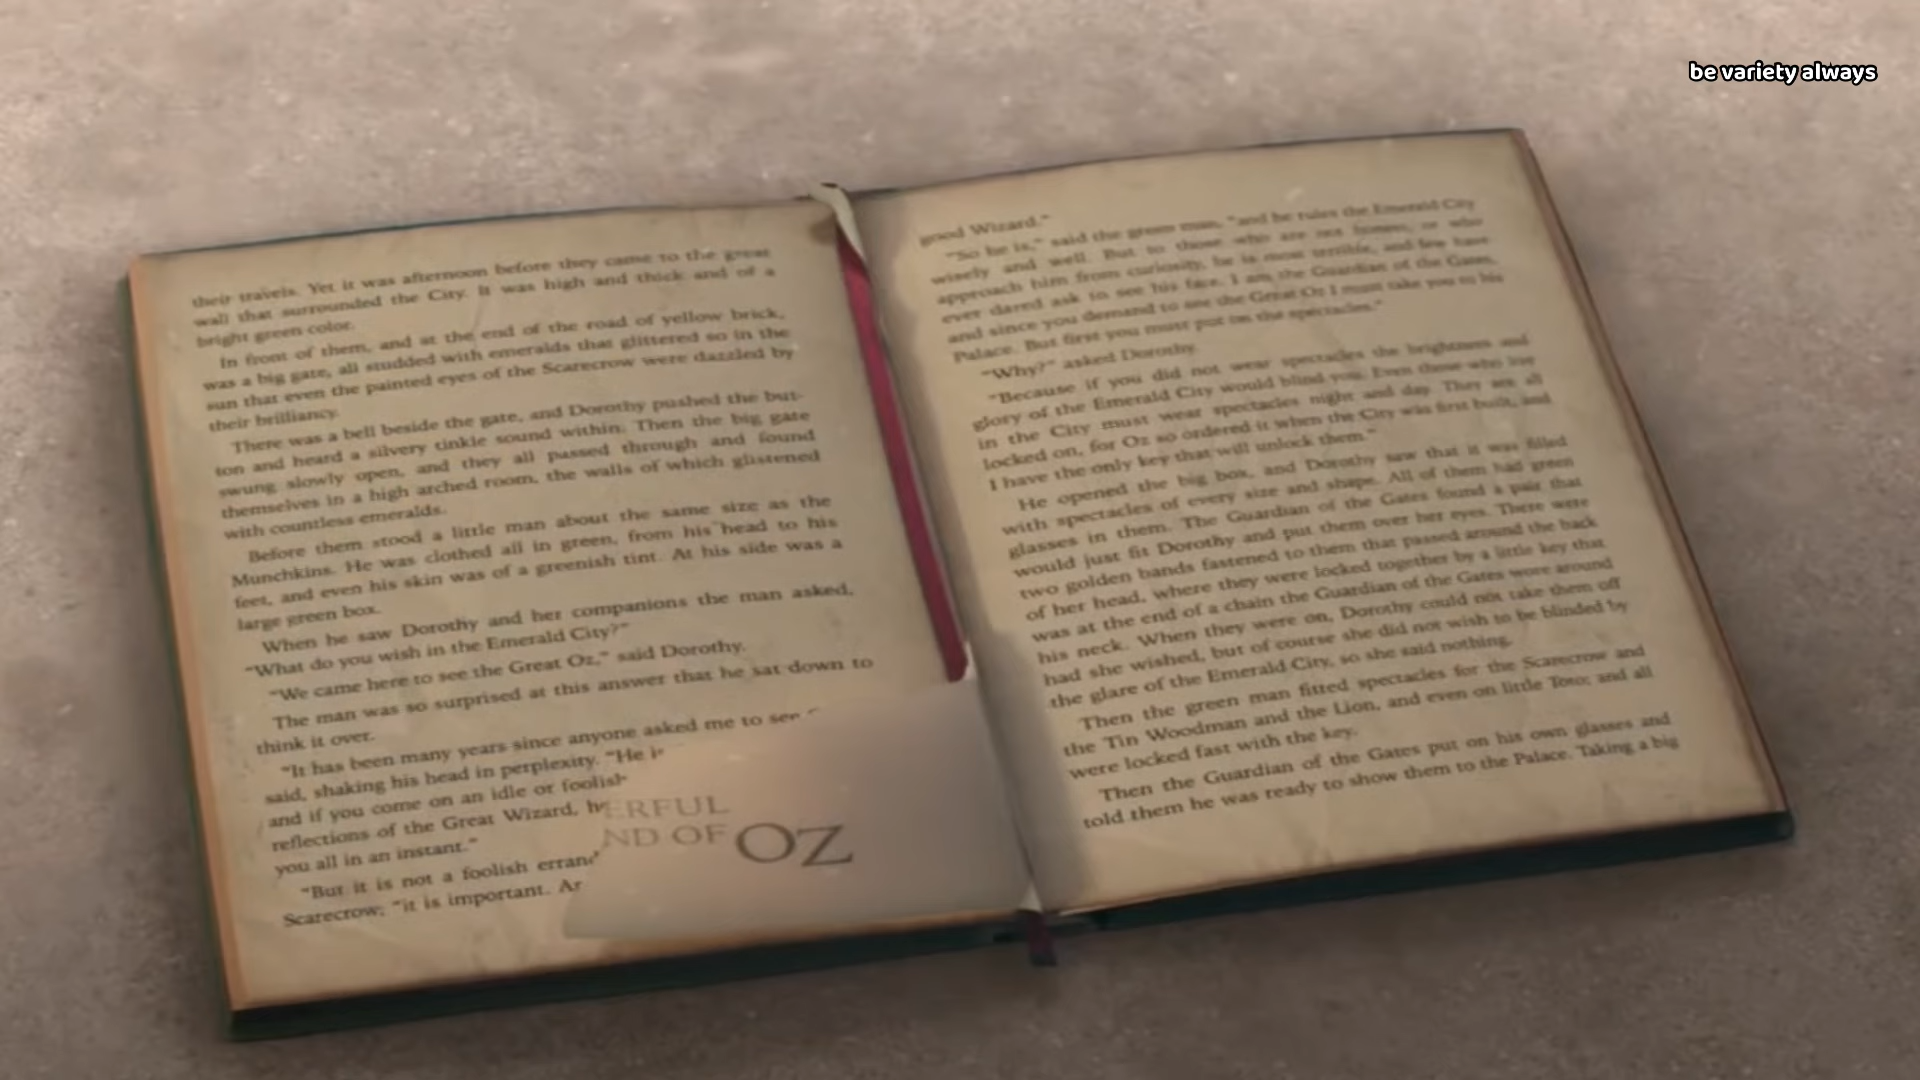 be variety always
their travels. Yet it was afternoon before they came to the great
wall that surrounded the City. It was high and thick and of a
bright green color.
In front of them, and at the end of the road of yellow brick,
was a big gate, all studded with emeralds that glittered so in the
sun that even the painted eyes of the Scarecrow were dazzled by
their brilliancy.
There was a bell beside the gate, and Dorothy pushed the but-
ton and heard a silvery tinkle sound within. Then the big gate
swung slowly open, and they all passed through and found
themselves in a high arched room, the walls of which glistened
with countless emeralds.
Before them stood a little man about the same size as the
Munchkins. He was clothed all in green, from his head to his
feet, and even his skin was of a greenish tint. At his side was a
large green box.
When he saw Dorothy and her companions the man asked,
"What do you wish in the Emerald City?"
"We came here to see the Great Oz," said Dorothy.
The man was so surprised at this answer that he sat down to
think it over.
"It has been many years since anyone asked me to see
said, shaking his head in perplexity. "He i
and if you come on an idle or foolish
reflections of the Great Wizard, h
you all in an instant."
"But it is not a foolish erran
Scarecrow; "it is important. Ar
ERFUL
ND OF OZ
good Wizard."
"So he is," said the green man, "and he rules the Emerald City
wisely and well. But to those who are not honest, or who
approach him from curiosity, he is most terrible, and few have
ever dared ask to see his face. I am the Guardian of the Gates,
and since you demand to see the Great Oz I must take you to his
Palace. But first you must put on the spectacles."
"Why?" asked Dorothy.
"Because if you did not wear spectacles the brightness and
glory of the Emerald City would blind you. Even those who live
in the City must wear spectacles night and day. They are all
locked on, for Oz so ordered it when the City was first built, and
I have the only key that will unlock them."
He opened the big box, and Dorothy saw that it was filled
with spectacles of every size and shape. All of them had green
glasses in them. The Guardian of the Gates found a pair that
would just fit Dorothy and put them over her eyes. There were
two golden bands fastened to them that passed around the back
of her head, where they were locked together by a little key that
was at the end of a chain the Guardian of the Gates wore around
his neck. When they were on, Dorothy could not take them off
had she wished, but of course she did not wish to be blinded by
the glare of the Emerald City, so she said nothing.
Then the green man fitted spectacles for the Scarecrow and
the Tin Woodman and the Lion, and even on little Toto; and all
were locked fast with the key.
Then the Guardian of the Gates put on his own glasses and
told them he was ready to show them to the Palace. Taking a big